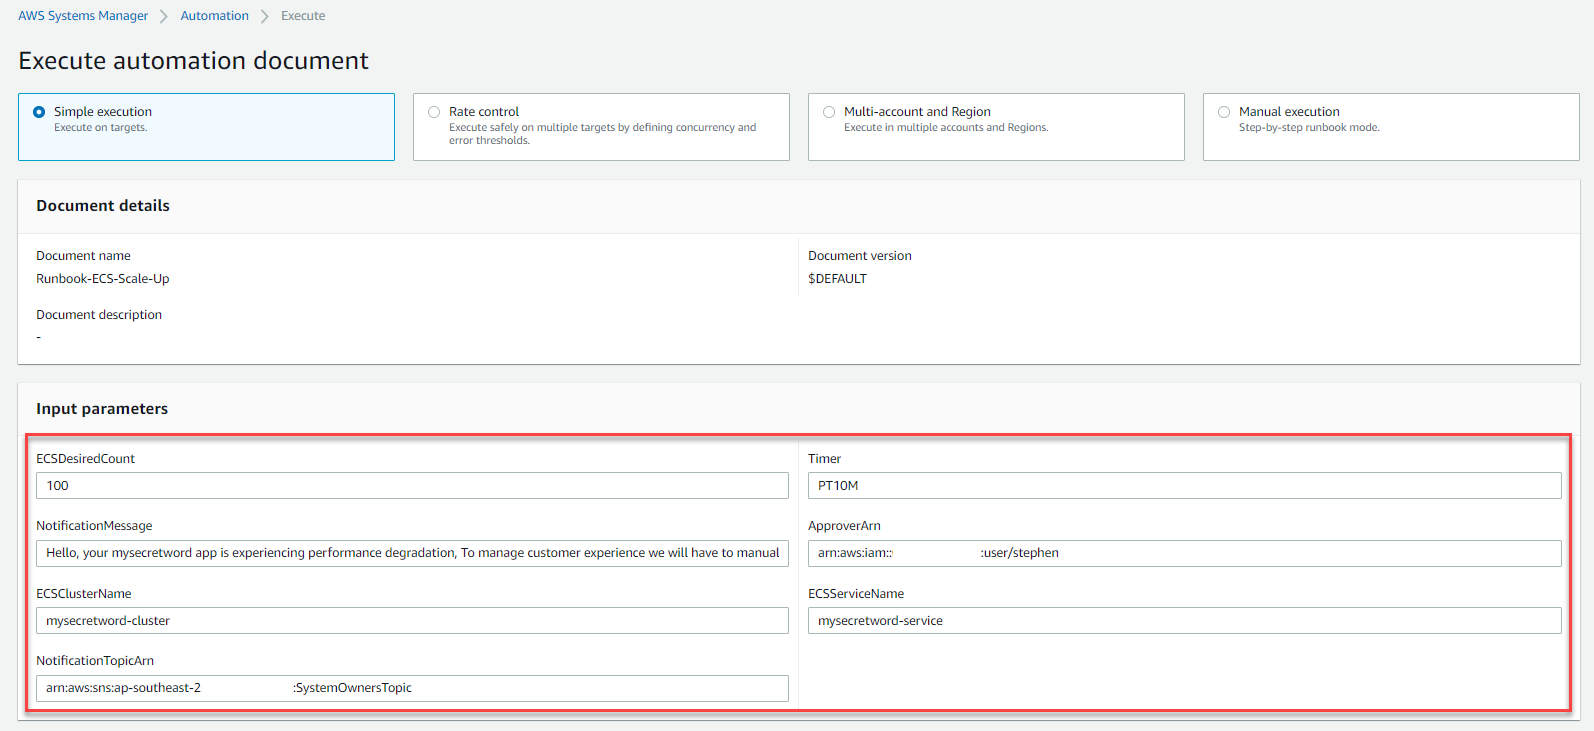 AWS Systems Manager > Automation > Execute
Execute automation document
Simple execution
Execute on targets.
Rate control
Execute safely on multiple targets by defining concurrency and
error thresholds.
Multi-account and Region
Execute in multiple accounts and Regions.
Manual execution
Step-by-step runbook mode.
Document details
Document name
Runbook-ECS-Scale-Up
Document version
$DEFAULT
Document description
-
Input parameters
ECSDesiredCount
100
Timer
PT10M
NotificationMessage
Hello, your mysecretword app is experiencing performance degradation, To manage customer experience we will have to manual
ApproverArn
arn:aws:iam:: :user/stephen
ECSClusterName
mysecretword-cluster
ECSServiceName
mysecretword-service
NotificationTopicArn
arn:aws:sns:ap-southeast-2 :SystemOwnersTopic